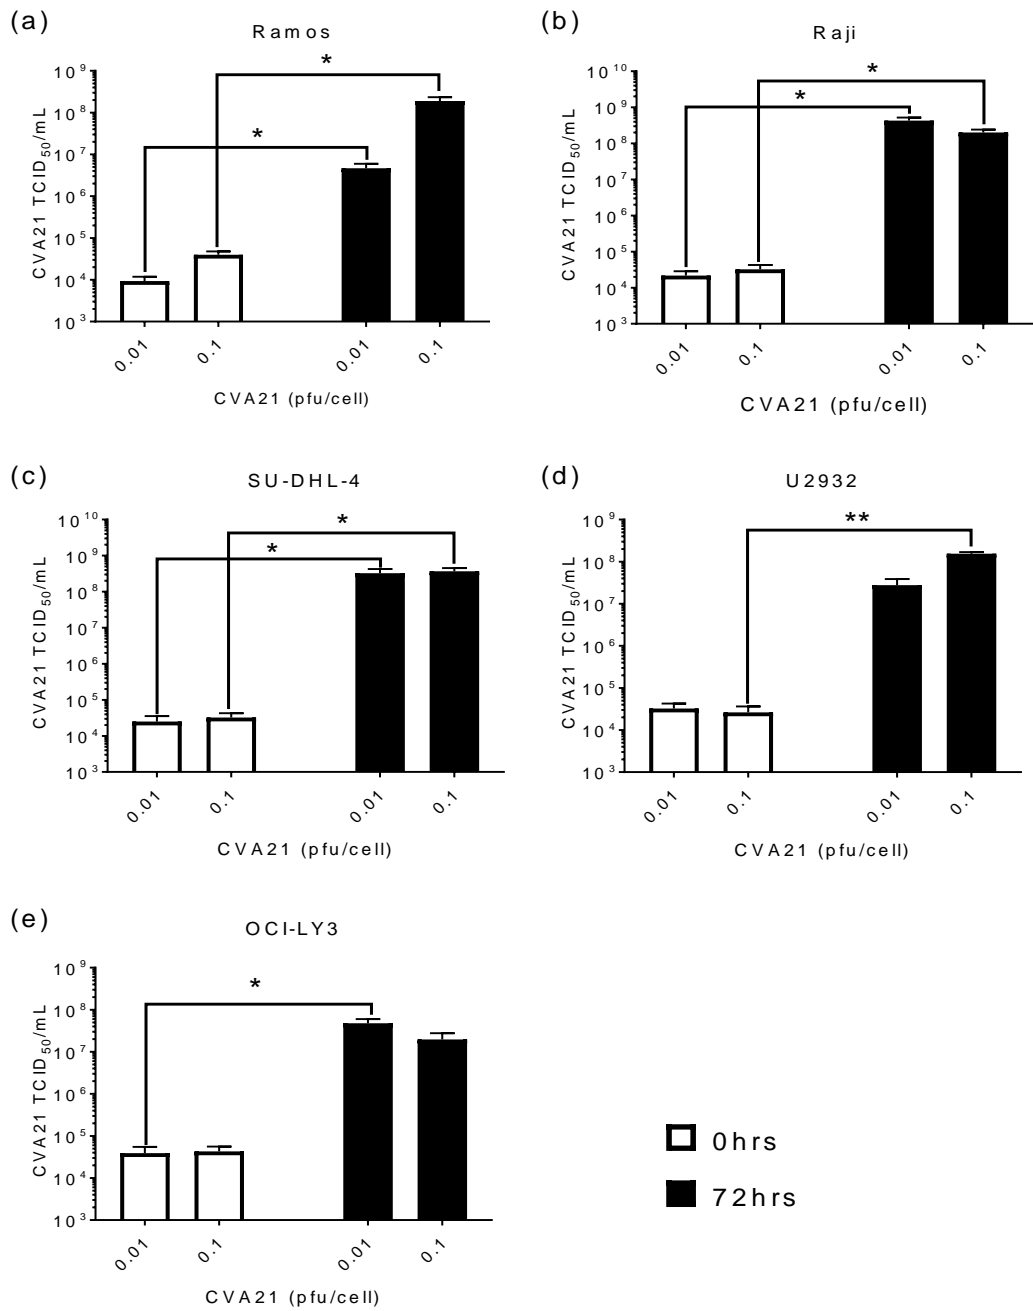 (a)
Ramos
*
*
CVA21 TCID50/mL
10^9
10^8
10^7
10^6
10^5
10^4
10^3
0.01 0.1 0.01 0.1
CVA21 (pfu/cell)
(b)
Raji
*
*
CVA21 TCID50/mL
10^10
10^9
10^8
10^7
10^6
10^5
10^4
10^3
0.01 0.1 0.01 0.1
CVA21 (pfu/cell)
(c)
SU-DHL-4
*
*
CVA21 TCID50/mL
10^10
10^9
10^8
10^7
10^6
10^5
10^4
10^3
0.01 0.1 0.01 0.1
CVA21 (pfu/cell)
(d)
U2932
**
CVA21 TCID50/mL
10^9
10^8
10^7
10^6
10^5
10^4
10^3
0.01 0.1 0.01 0.1
CVA21 (pfu/cell)
(e)
OCI-LY3
*
CVA21 TCID50/mL
10^9
10^8
10^7
10^6
10^5
10^4
10^3
0.01 0.1 0.01 0.1
CVA21 (pfu/cell)
0hrs
72hrs